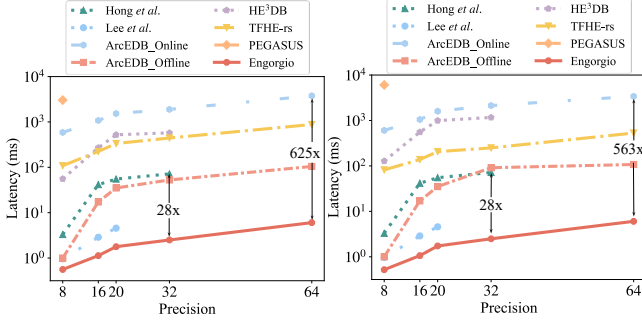 Hong et al.
HE³DB
Lee et al.
TFHE-rs
ArcEDB_Online
PEGASUS
ArcEDB_Offline
Engorgio
10⁴
10³
10²
10¹
10⁰
Latency (ms)
625x
28x
8
16
20
32
64
Precision
Hong et al.
HE³DB
Lee et al.
TFHE-rs
ArcEDB_Online
PEGASUS
ArcEDB_Offline
Engorgio
10⁴
10³
10²
10¹
10⁰
Latency (ms)
563x
28x
8
16
20
32
64
Precision